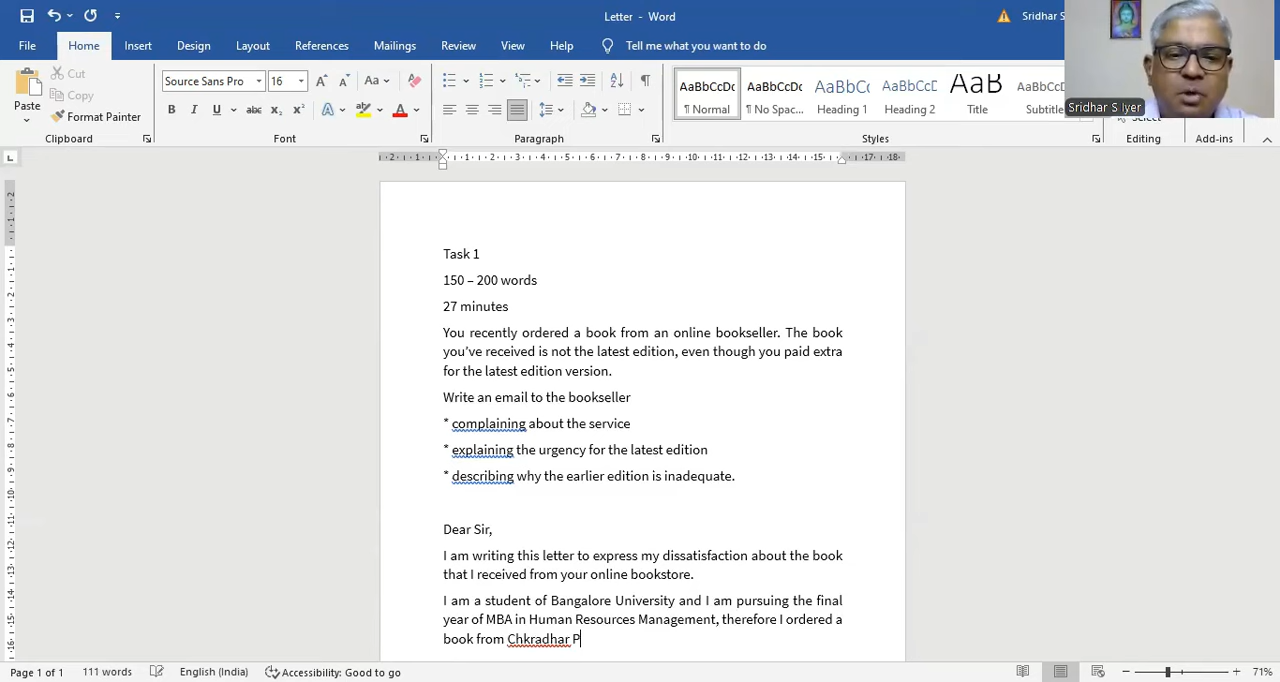 Letter - Word
Sridhar S
File Home Insert Design Layout References Mailings Review View Help Tell me what you want to do
Paste Cut Copy Format Painter
Clipboard
Source Sans Pro 16
Font
Paragraph
AaBbCcDc AaBbCcDc AaBbCcD AaBbCcD AaB AaBbCcD
¶ Normal ¶ No Spac... Heading 1 Heading 2 Title Subtitle
Styles
Sridhar S Iyer
Select
Editing
Add-ins
Task 1
150 – 200 words
27 minutes
You recently ordered a book from an online bookseller. The book
you've received is not the latest edition, even though you paid extra
for the latest edition version.
Write an email to the bookseller
* complaining about the service
* explaining the urgency for the latest edition
* describing why the earlier edition is inadequate.
Dear Sir,
I am writing this letter to express my dissatisfaction about the book
that I received from your online bookstore.
I am a student of Bangalore University and I am pursuing the final
year of MBA in Human Resources Management, therefore I ordered a
book from Chkradhar P
Page 1 of 1 111 words English (India) Accessibility: Good to go 71%